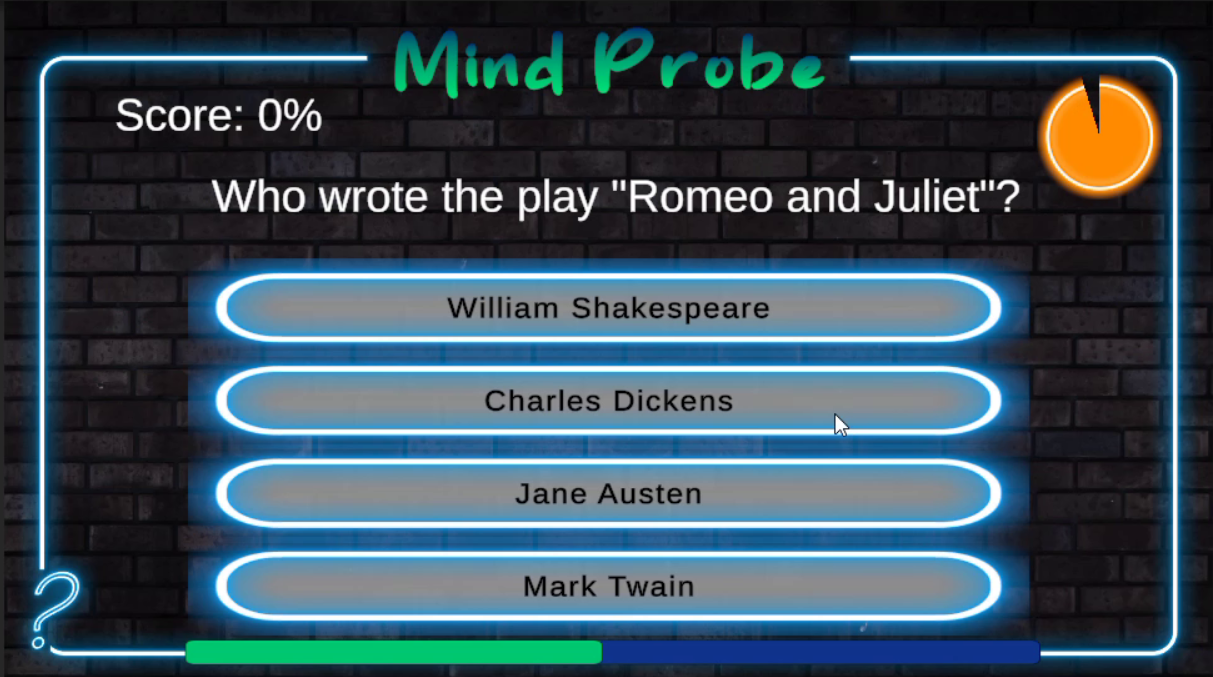 Mind Probe
Score: 0%
Who wrote the play "Romeo and Juliet"?
William Shakespeare
Charles Dickens
Jane Austen
Mark Twain
?